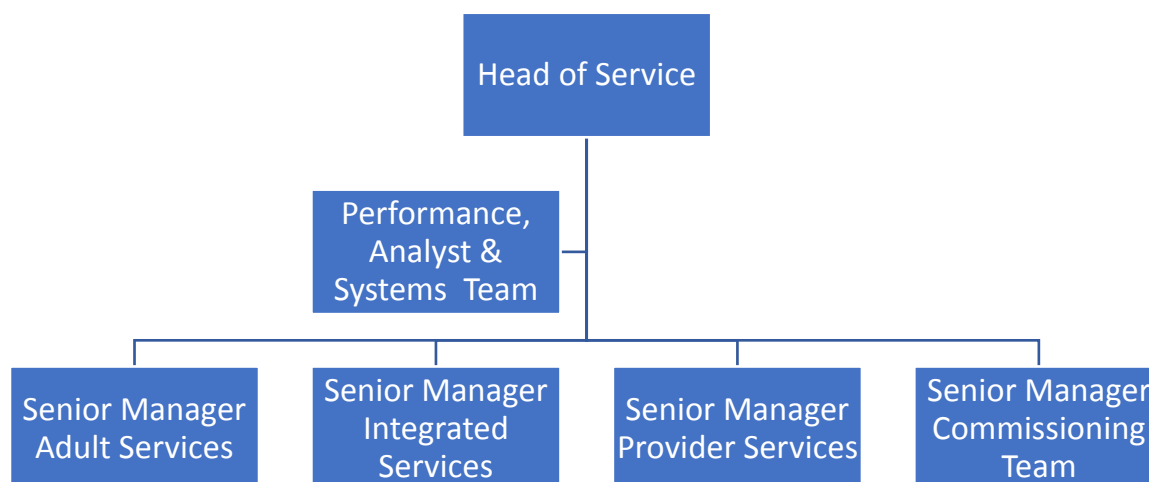 Head of Service
Performance,
Analyst &
Systems  Team
Senior Manager
Adult Services
Senior Manager
Integrated
Services
Senior Manager
Provider Services
Senior Manager
Commissioning
Team